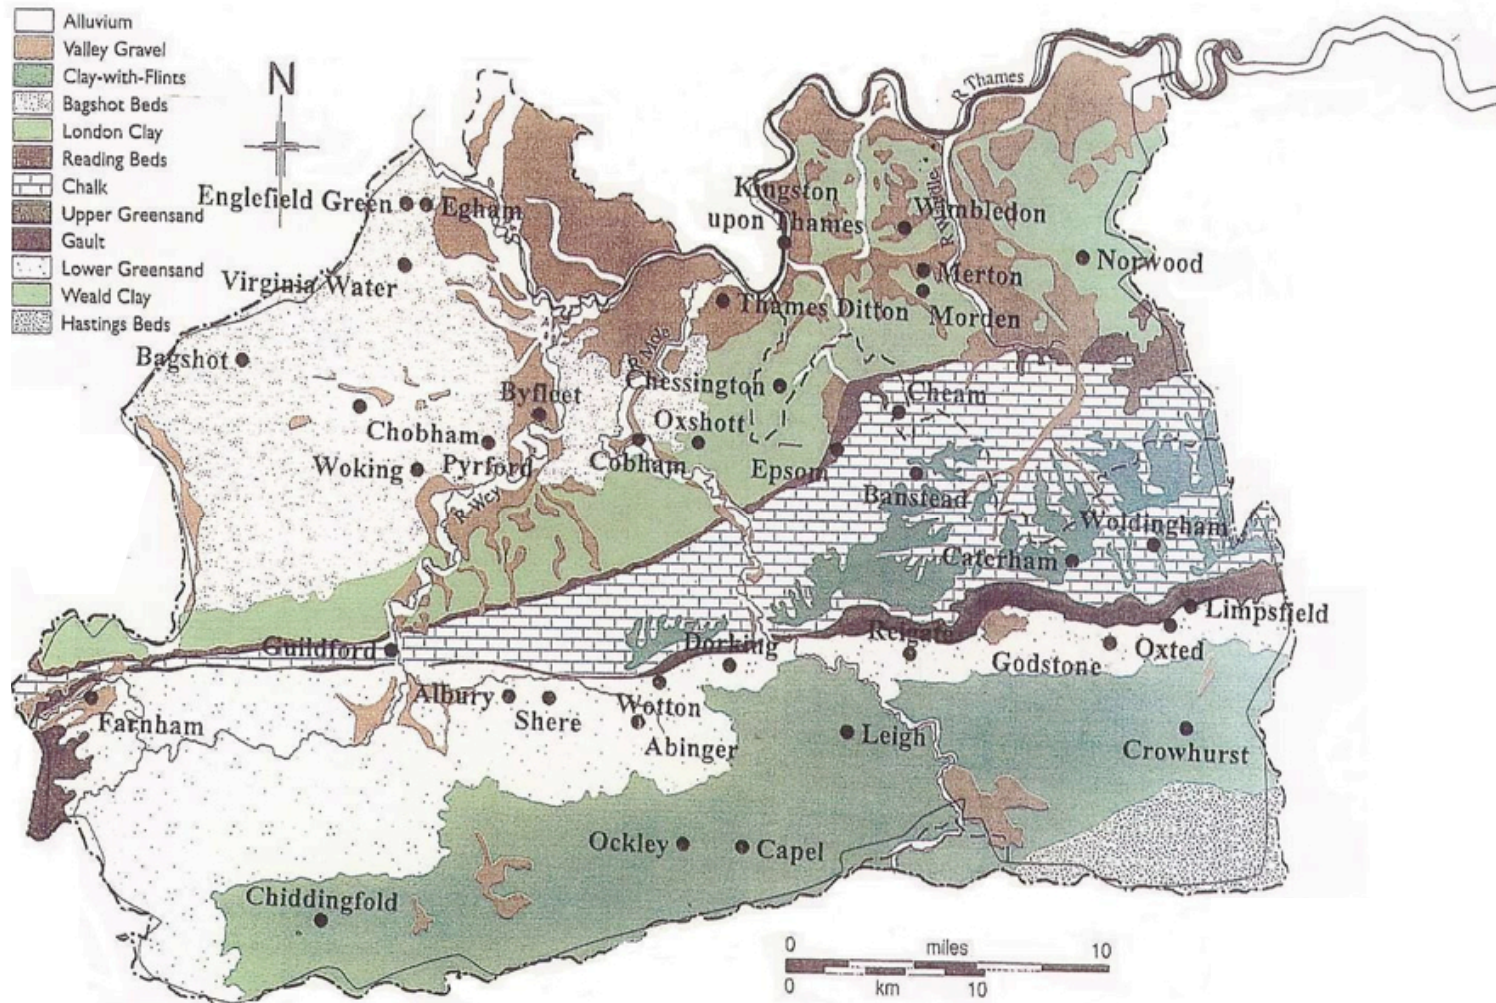 Alluvium
Valley Gravel
Clay-with-Flints
Bagshot Beds
London Clay
Reading Beds
Chalk
Upper Greensand
Gault
Lower Greensand
Weald Clay
Hastings Beds
N
R Thames
Englefield Green
Egham
Kingston
upon Thames
Wimbledon
R Wandle
Norwood
Virginia Water
Merton
Thames Ditton
Morden
Bagshot
R Mole
Chessington
Byfleet
Cheam
Chobham
Oxshott
Woking
Pyrford
Cobham
Epsom
Banstead
R Wey
Woldingham
Caterham
Limpsfield
Guildford
Dorking
Reigate
Godstone
Oxted
Albury
Wotton
Farnham
Shere
Abinger
Leigh
Crowhurst
Ockley
Capel
Chiddingfold
0 miles 10
0 km 10